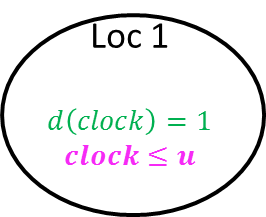 Loc 1
d(clock) = 1
clock ≤ u